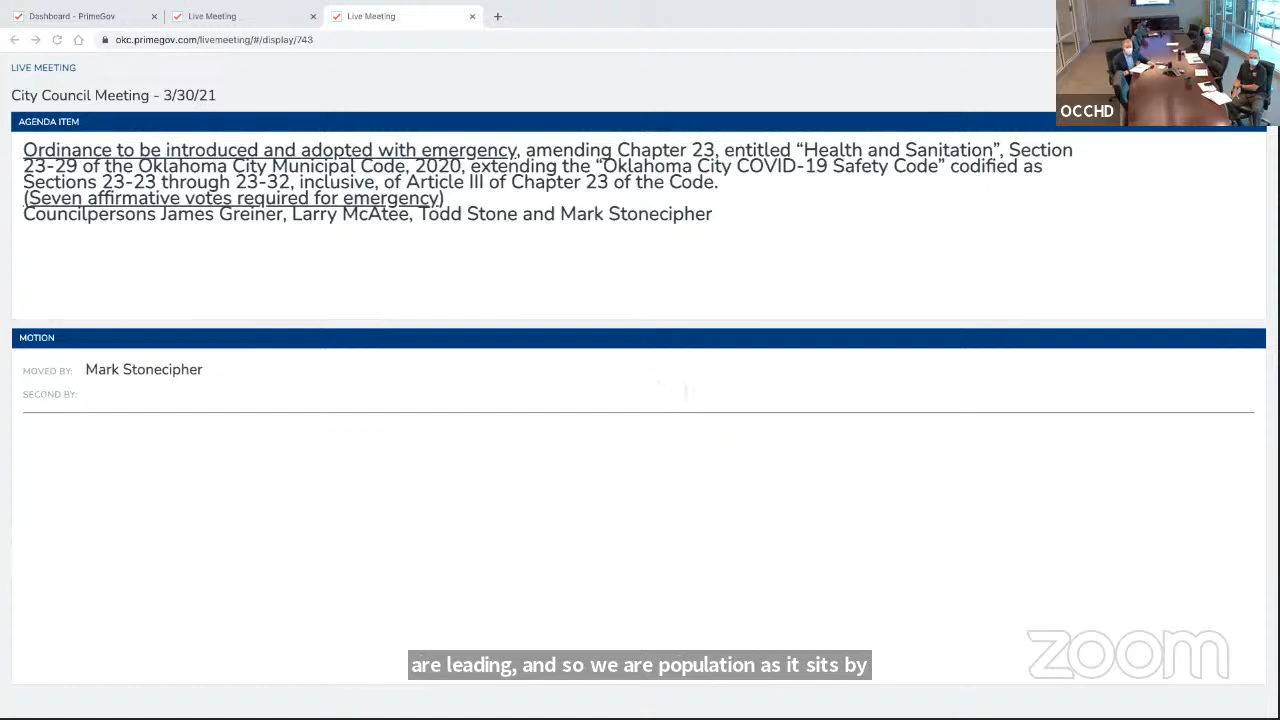 Dashboard - PrimeGov
Live Meeting
Live Meeting
okc.primegov.com/livemeeting/#/display/743
LIVE MEETING
City Council Meeting - 3/30/21
OCCHD
AGENDA ITEM
Ordinance to be introduced and adopted with emergency, amending Chapter 23, entitled “Health and Sanitation”, Section
23-29 of the Oklahoma City Municipal Code, 2020, extending the “Oklahoma City COVID-19 Safety Code” codified as
Sections 23-23 through 23-32, inclusive, of Article III of Chapter 23 of the Code.
(Seven affirmative votes required for emergency)
Councilpersons James Greiner, Larry McAtee, Todd Stone and Mark Stonecipher
MOTION
MOVED BY: Mark Stonecipher
SECOND BY:
are leading, and so we are population as it sits by
zoom